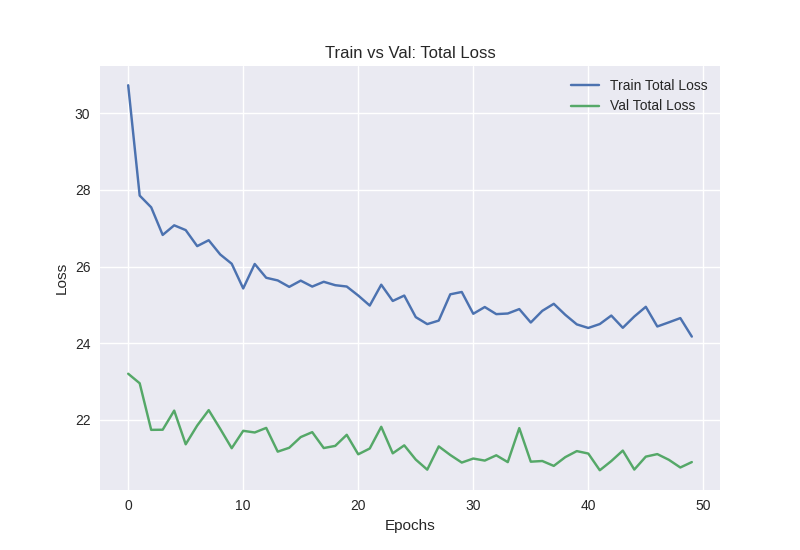 Train vs Val: Total Loss
Train Total Loss
Val Total Loss
30
28
26
24
22
Loss
0 10 20 30 40 50
Epochs